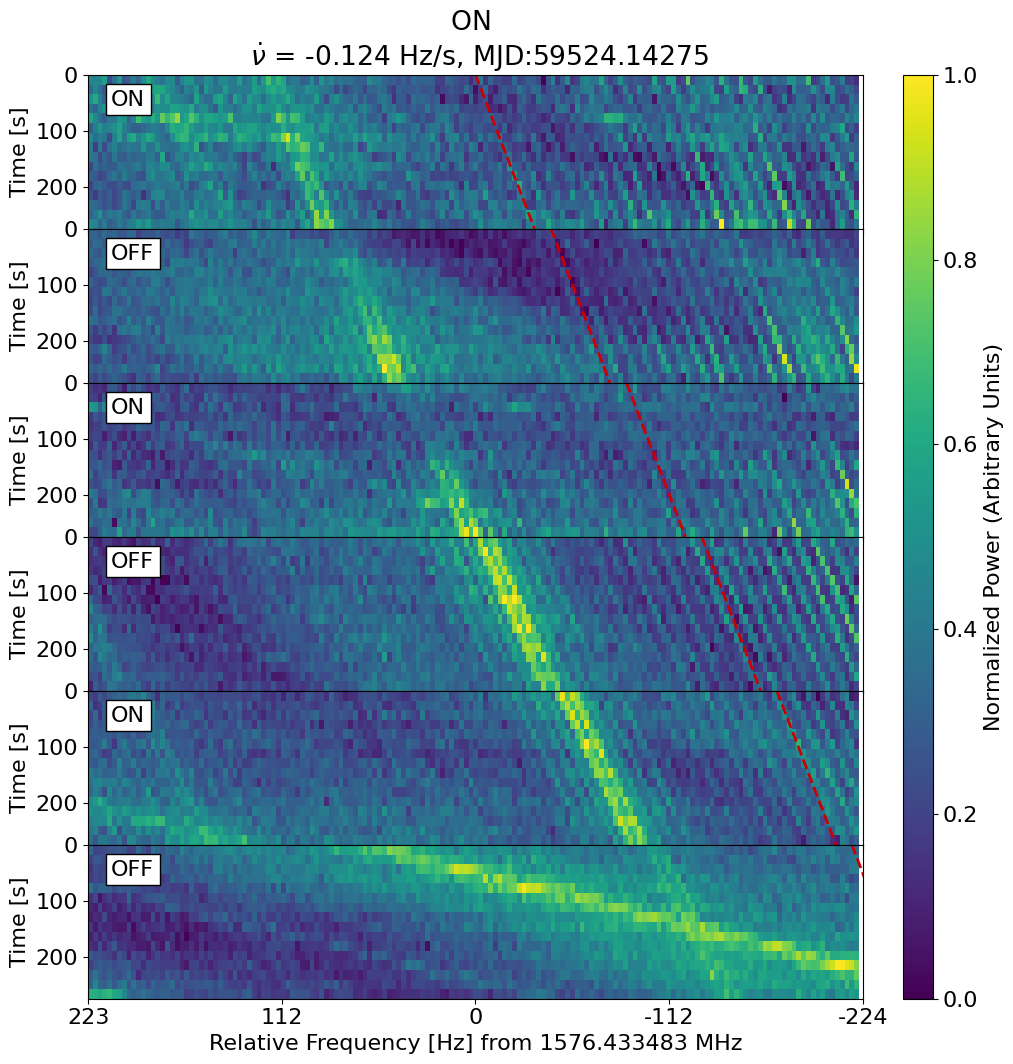 ON
ν̇ = -0.124 Hz/s, MJD:59524.14275
ON
OFF
ON
OFF
ON
OFF
Time [s]
0
100
200
Time [s]
0
100
200
Time [s]
0
100
200
Time [s]
0
100
200
Time [s]
0
100
200
Time [s]
0
100
200
223
112
0
-112
-224
Relative Frequency [Hz] from 1576.433483 MHz
1.0
0.8
0.6
0.4
0.2
0.0
Normalized Power (Arbitrary Units)